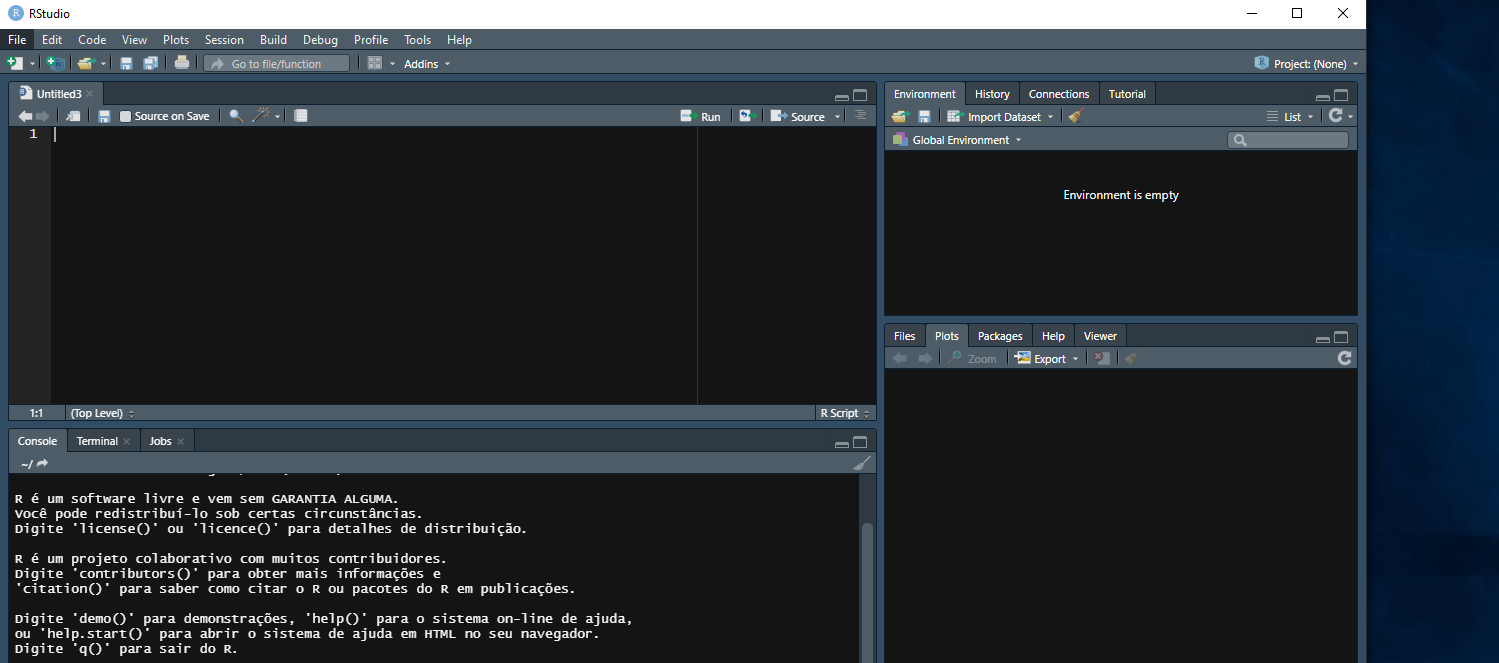 RStudio
File Edit Code View Plots Session Build Debug Profile Tools Help
Go to file/function Addins Project: (None)
Untitled3
Source on Save Run Source
1
1:1 (Top Level) R Script
Console Terminal Jobs
~/
R é um software livre e vem sem GARANTIA ALGUMA.
Você pode redistribuí-lo sob certas circunstâncias.
Digite 'license()' ou 'licence()' para detalhes de distribuição.
R é um projeto colaborativo com muitos contribuidores.
Digite 'contributors()' para obter mais informações e
'citation()' para saber como citar o R ou pacotes do R em publicações.
Digite 'demo()' para demonstrações, 'help()' para o sistema on-line de ajuda,
ou 'help.start()' para abrir o sistema de ajuda em HTML no seu navegador.
Digite 'q()' para sair do R.
Environment History Connections Tutorial
Import Dataset List
Global Environment
Environment is empty
Files Plots Packages Help Viewer
Zoom Export